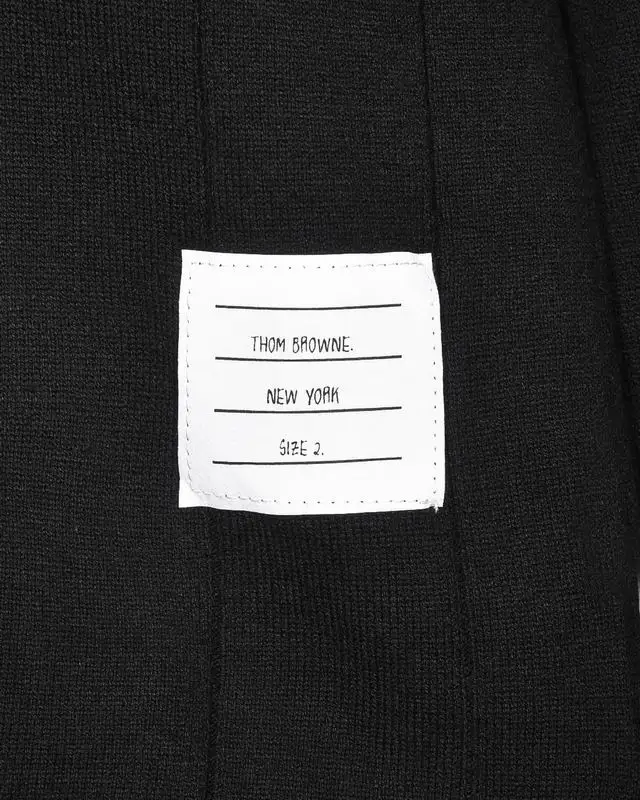 THOM BROWNE.
NEW YORK
SIZE 2.